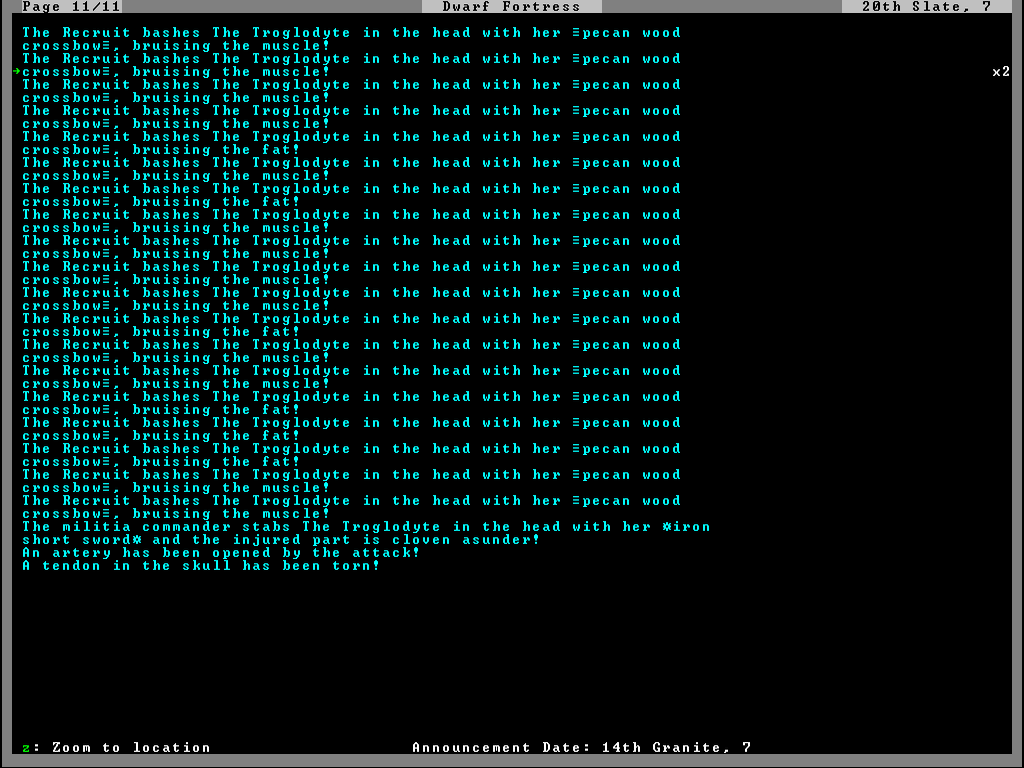 Page 11/11 Dwarf Fortress 20th Slate, 7
The Recruit bashes The Troglodyte in the head with her ≡pecan wood
crossbow≡, bruising the muscle!
The Recruit bashes The Troglodyte in the head with her ≡pecan wood
→crossbow≡, bruising the muscle! x2
The Recruit bashes The Troglodyte in the head with her ≡pecan wood
crossbow≡, bruising the muscle!
The Recruit bashes The Troglodyte in the head with her ≡pecan wood
crossbow≡, bruising the muscle!
The Recruit bashes The Troglodyte in the head with her ≡pecan wood
crossbow≡, bruising the fat!
The Recruit bashes The Troglodyte in the head with her ≡pecan wood
crossbow≡, bruising the muscle!
The Recruit bashes The Troglodyte in the head with her ≡pecan wood
crossbow≡, bruising the fat!
The Recruit bashes The Troglodyte in the head with her ≡pecan wood
crossbow≡, bruising the muscle!
The Recruit bashes The Troglodyte in the head with her ≡pecan wood
crossbow≡, bruising the muscle!
The Recruit bashes The Troglodyte in the head with her ≡pecan wood
crossbow≡, bruising the muscle!
The Recruit bashes The Troglodyte in the head with her ≡pecan wood
crossbow≡, bruising the muscle!
The Recruit bashes The Troglodyte in the head with her ≡pecan wood
crossbow≡, bruising the fat!
The Recruit bashes The Troglodyte in the head with her ≡pecan wood
crossbow≡, bruising the muscle!
The Recruit bashes The Troglodyte in the head with her ≡pecan wood
crossbow≡, bruising the muscle!
The Recruit bashes The Troglodyte in the head with her ≡pecan wood
crossbow≡, bruising the fat!
The Recruit bashes The Troglodyte in the head with her ≡pecan wood
crossbow≡, bruising the fat!
The Recruit bashes The Troglodyte in the head with her ≡pecan wood
crossbow≡, bruising the fat!
The Recruit bashes The Troglodyte in the head with her ≡pecan wood
crossbow≡, bruising the muscle!
The Recruit bashes The Troglodyte in the head with her ≡pecan wood
crossbow≡, bruising the muscle!
The militia commander stabs The Troglodyte in the head with her ☼iron
short sword☼ and the injured part is cloven asunder!
An artery has been opened by the attack!
A tendon in the skull has been torn!
z: Zoom to location Announcement Date: 14th Granite, 7